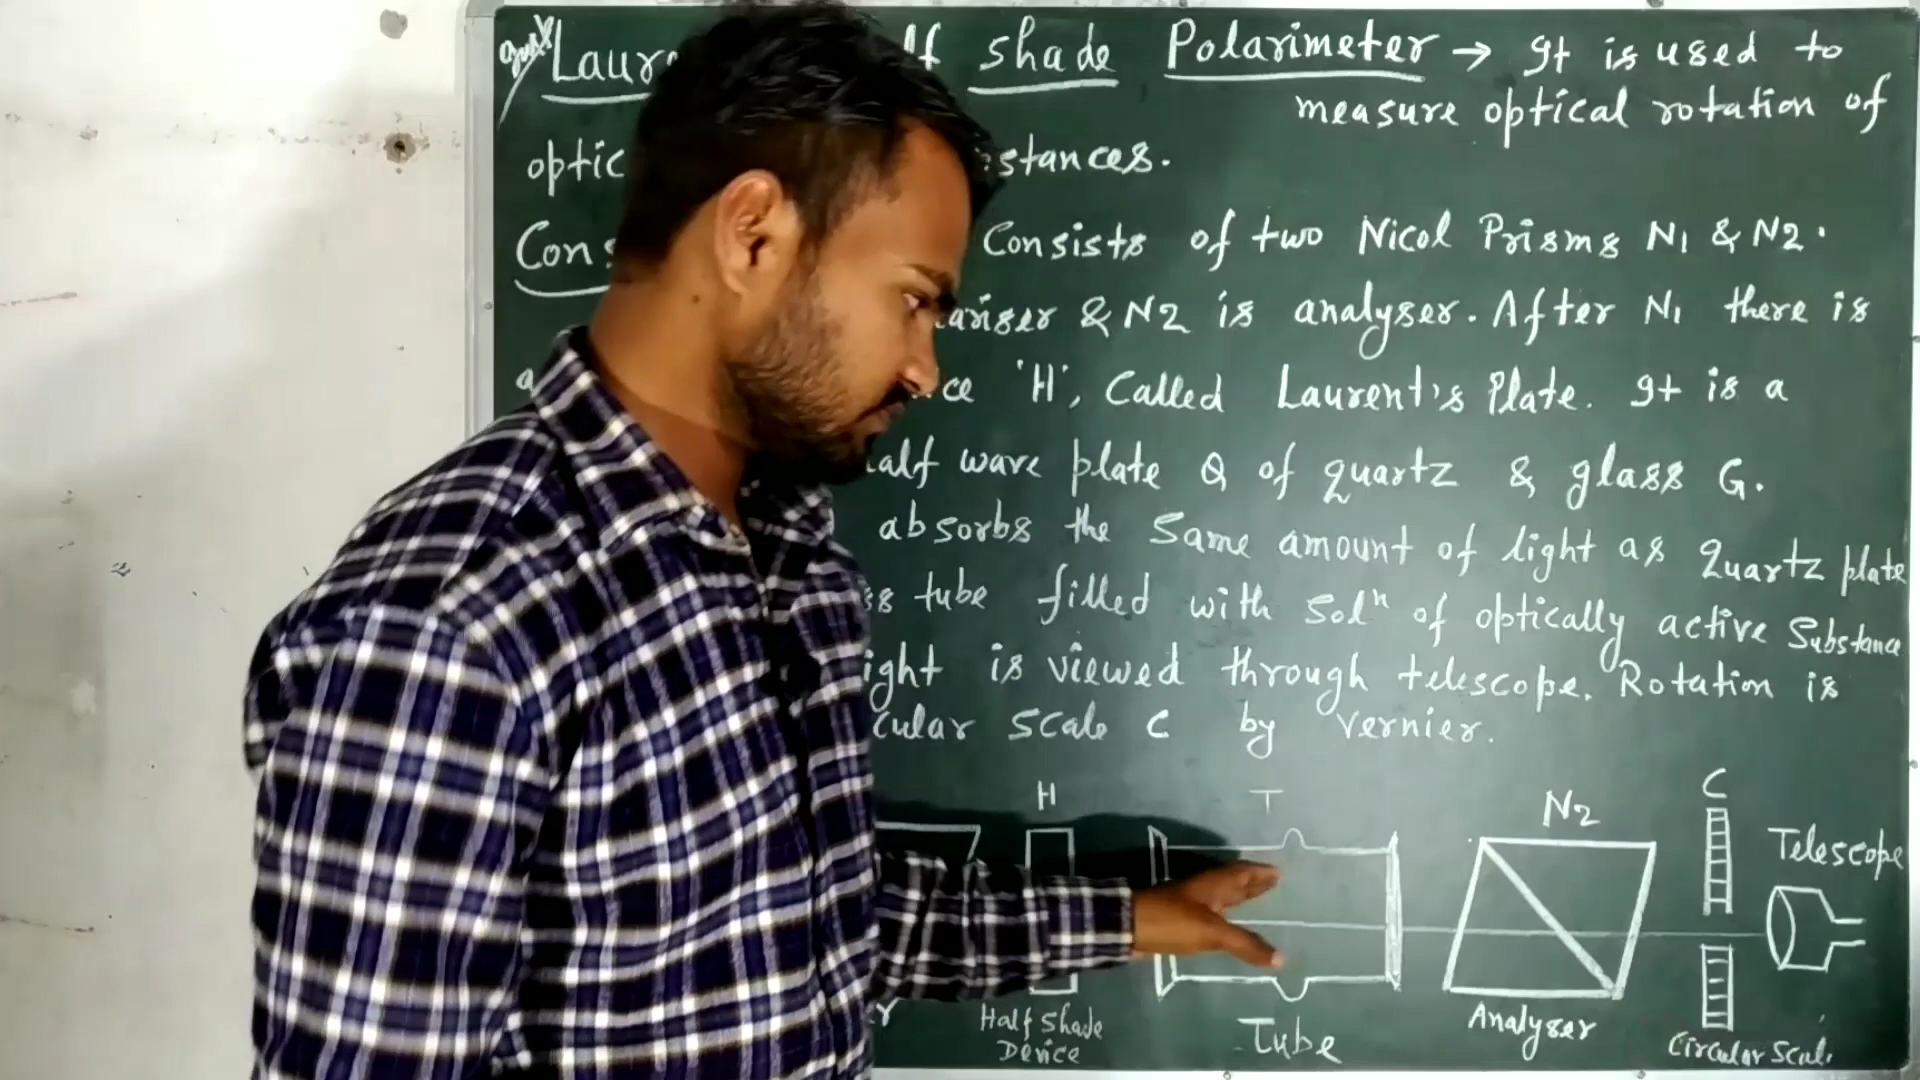 Laur f shade Polarimeter → It is used to
measure optical rotation of
optic stances.
Cons Consists of two Nicol Prisms N1 & N2.
ariser & N2 is analyser. After N1 there is
a ce 'H', Called Laurent's Plate. It is a
alf wave plate Q of quartz & glass G.
absorbs the Same amount of light as Quartz plate
ss tube filled with Solⁿ of optically active Substance
ight is viewed through telescope. Rotation is
cular Scale C by Vernier.
H T N2 C
Telescope
er Half Shade Device Tube Analyser Circular Scale